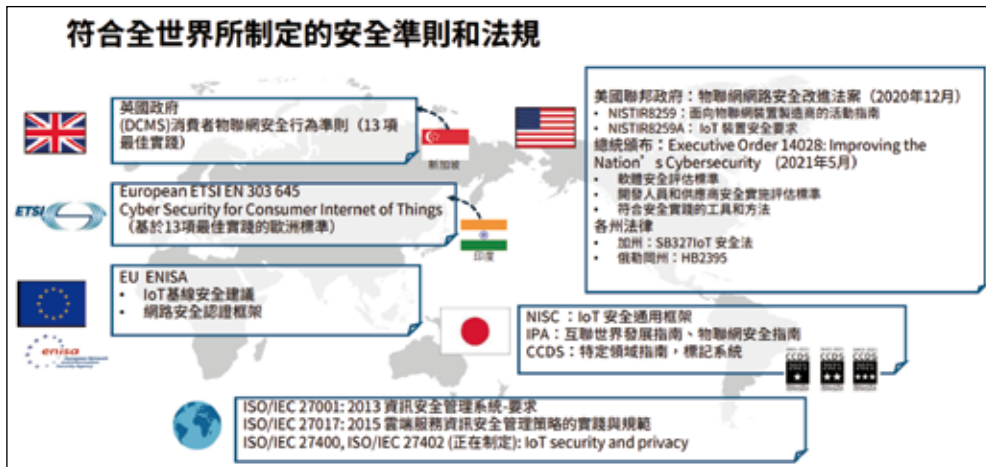 符合全世界所制定的安全準則和法規
英國政府
(DCMS)消費者物聯網安全行為準則（13 項
最佳實踐）
新加坡
ETSI
European ETSI EN 303 645
Cyber Security for Consumer Internet of Things
（基於13項最佳實踐的歐洲標準）
印度
EU ENISA
• IoT基線安全建議
• 網路安全認證框架
enisa
美國聯邦政府：物聯網網路安全改進法案（2020年12月）
• NISTIR8259：面向物聯網裝置製造商的活動指南
• NISTIR8259A： IoT 裝置安全要求
總統頒布：Executive Order 14028: Improving the
Nation's Cybersecurity （2021年5月）
• 軟體安全評估標準
• 開發人員和供應商安全實施評估標準
• 符合安全實踐的工具和方法
各州法律
• 加州：SB327IoT 安全法
• 俄勒岡州：HB2395
NISC ：IoT 安全通用框架
IPA：互聯世界發展指南、物聯網安全指南
CCDS：特定領域指南，標記系統
CCDS
2021
★
CCDS
2021
★★
CCDS
2021
★★★
ISO/IEC 27001: 2013 資訊安全管理系統-要求
ISO/IEC 27017: 2015 雲端服務資訊安全管理策略的實踐與規範
ISO/IEC 27400, ISO/IEC 27402 (正在制定): IoT security and privacy